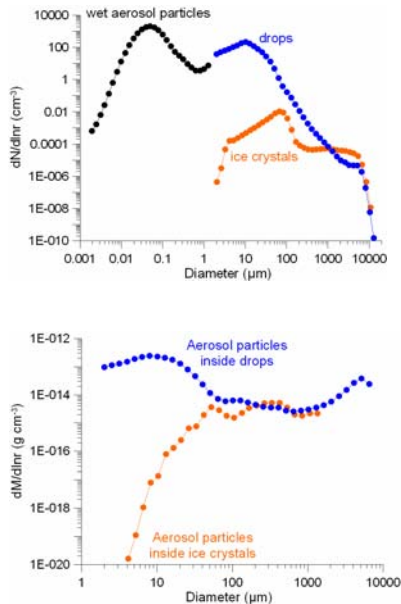 wet aerosol particles
10000
100
1
0.01
0.0001
1E-006
1E-008
1E-010
dN/dlnr (cm⁻³)
drops
ice crystals
0.001 0.01 0.1 1 10 100 1000 10000
Diameter (µm)
1E-012
1E-014
1E-016
1E-018
1E-020
dM/dlnr (g cm⁻³)
Aerosol particles
inside drops
Aerosol particles
inside ice crystals
1 10 100 1000 10000
Diameter (µm)